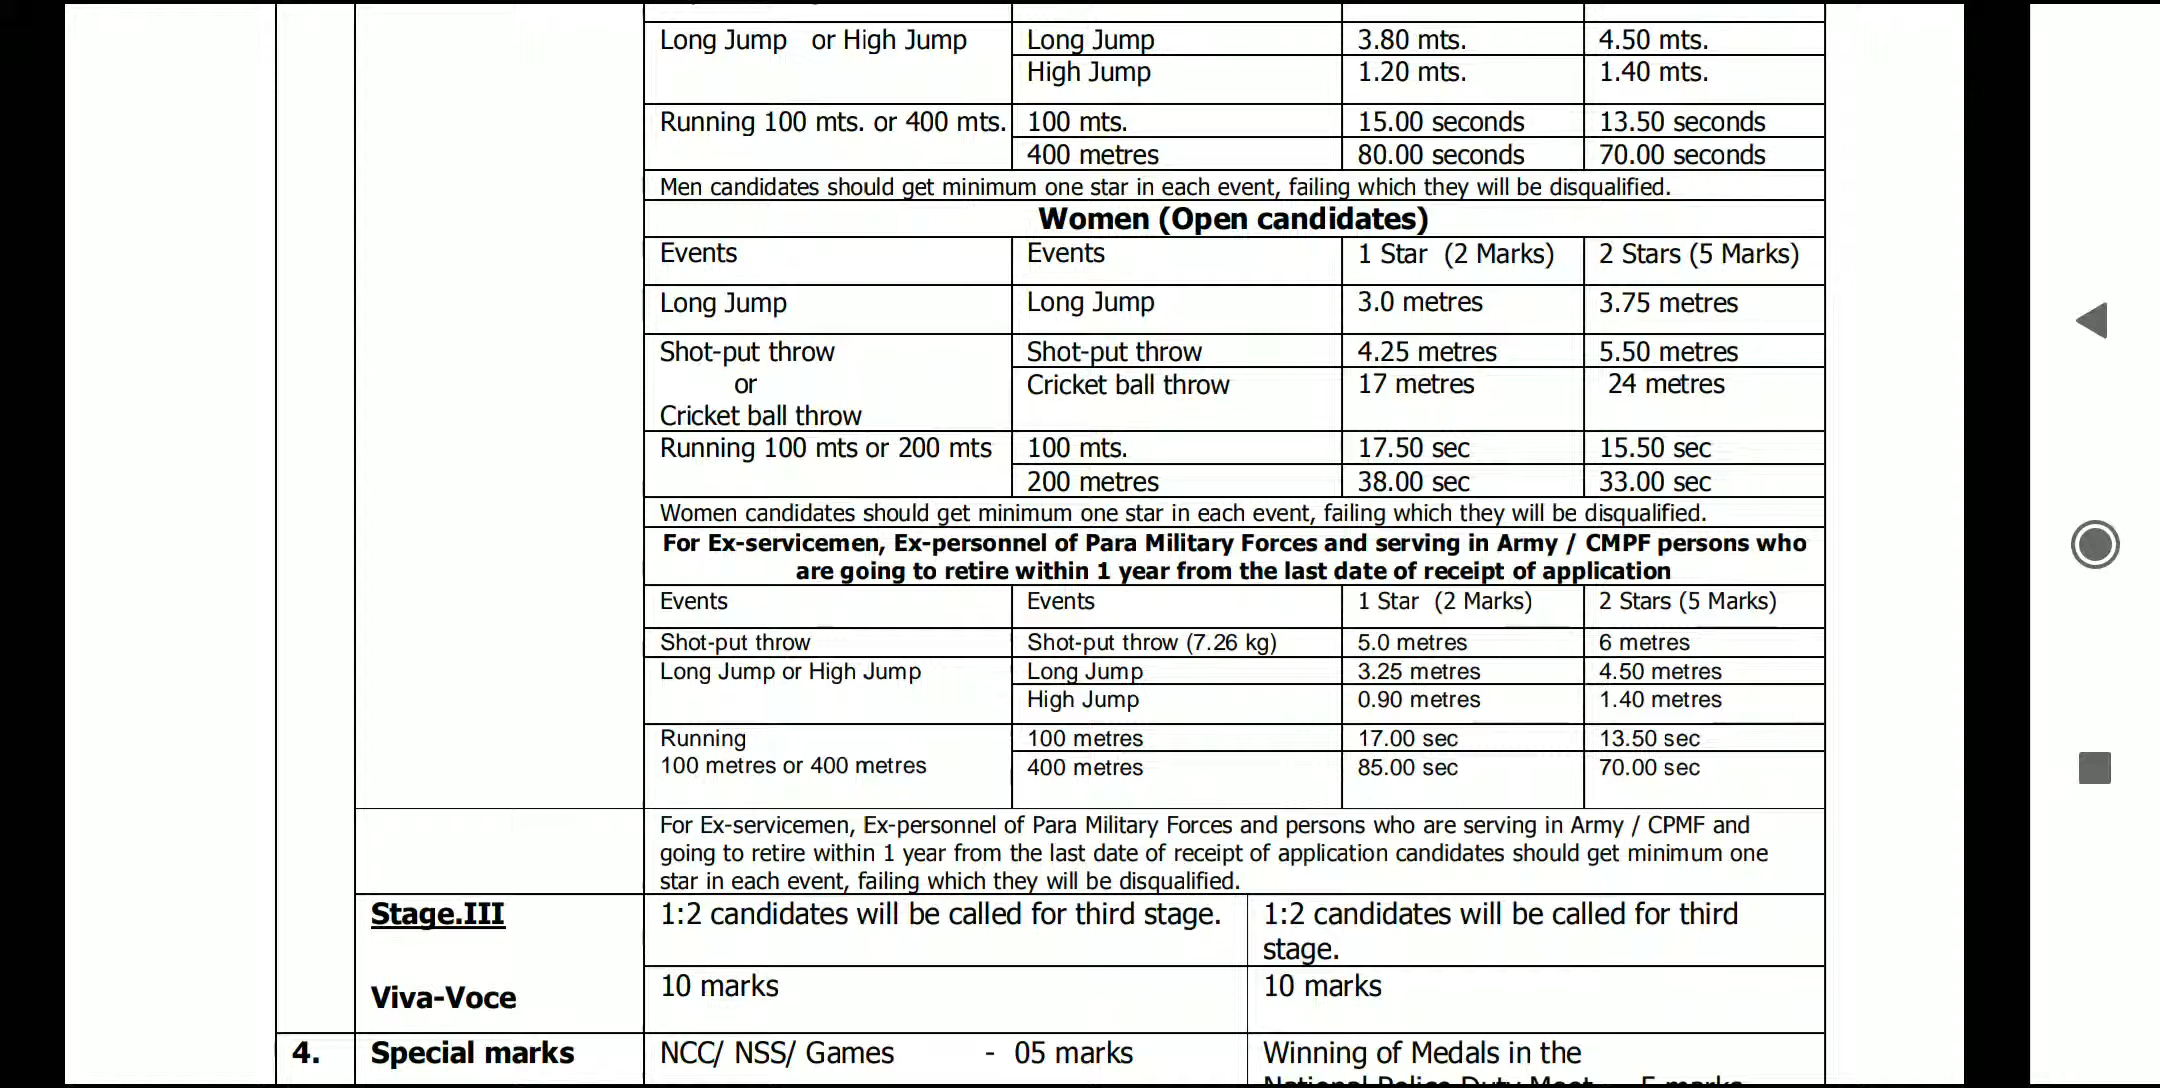 Long Jump or High Jump Long Jump 3.80 mts. 4.50 mts.
High Jump 1.20 mts. 1.40 mts.
Running 100 mts. or 400 mts. 100 mts. 15.00 seconds 13.50 seconds
400 metres 80.00 seconds 70.00 seconds
Men candidates should get minimum one star in each event, failing which they will be disqualified.
Women (Open candidates)
Events Events 1 Star (2 Marks) 2 Stars (5 Marks)
Long Jump Long Jump 3.0 metres 3.75 metres
Shot-put throw Shot-put throw 4.25 metres 5.50 metres
or Cricket ball throw 17 metres 24 metres
Cricket ball throw
Running 100 mts or 200 mts 100 mts. 17.50 sec 15.50 sec
200 metres 38.00 sec 33.00 sec
Women candidates should get minimum one star in each event, failing which they will be disqualified.
For Ex-servicemen, Ex-personnel of Para Military Forces and serving in Army / CMPF persons who
are going to retire within 1 year from the last date of receipt of application
Events Events 1 Star (2 Marks) 2 Stars (5 Marks)
Shot-put throw Shot-put throw (7.26 kg) 5.0 metres 6 metres
Long Jump or High Jump Long Jump 3.25 metres 4.50 metres
High Jump 0.90 metres 1.40 metres
Running 100 metres 17.00 sec 13.50 sec
100 metres or 400 metres 400 metres 85.00 sec 70.00 sec
For Ex-servicemen, Ex-personnel of Para Military Forces and persons who are serving in Army / CPMF and
going to retire within 1 year from the last date of receipt of application candidates should get minimum one
star in each event, failing which they will be disqualified.
Stage.III 1:2 candidates will be called for third stage. 1:2 candidates will be called for third
stage.
Viva-Voce 10 marks 10 marks
4. Special marks NCC/ NSS/ Games - 05 marks Winning of Medals in the
National Police Duty Meet - 5 marks